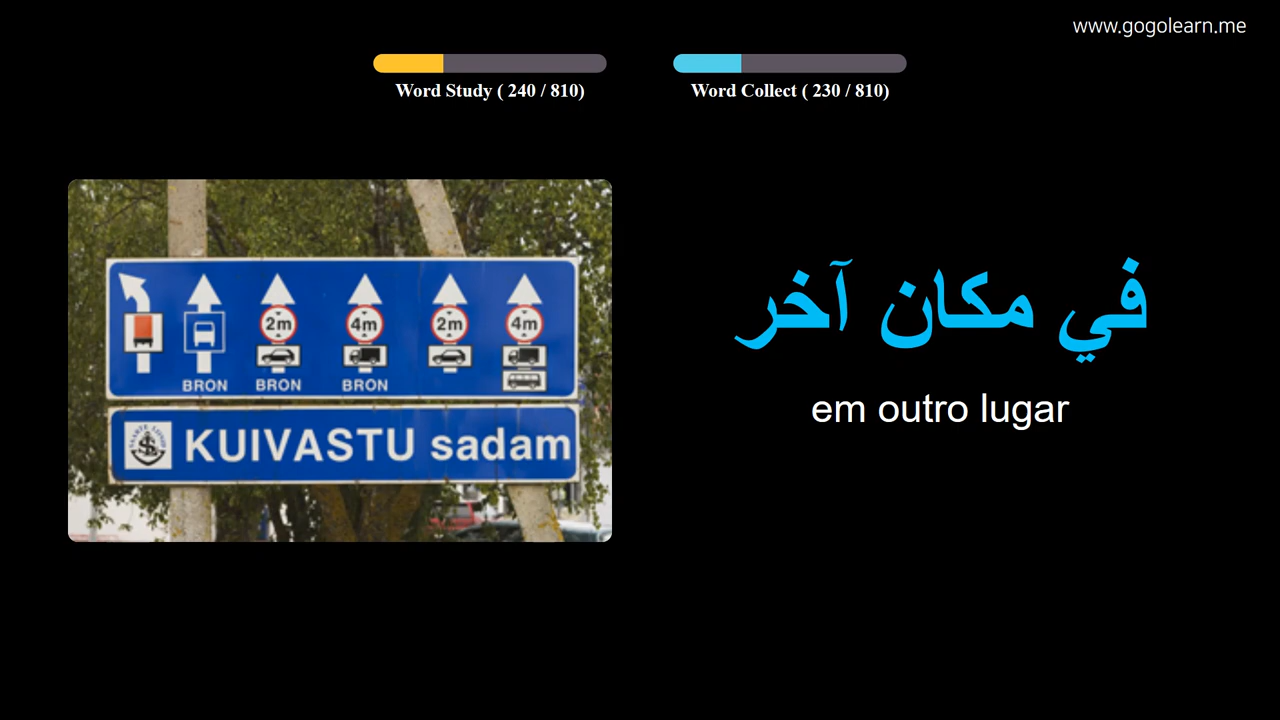 www.gogolearn.me
Word Study ( 240 / 810)
Word Collect ( 230 / 810)
2m 4m 2m 4m
BRON BRON BRON
KUIVASTU sadam
في مكان آخر
em outro lugar